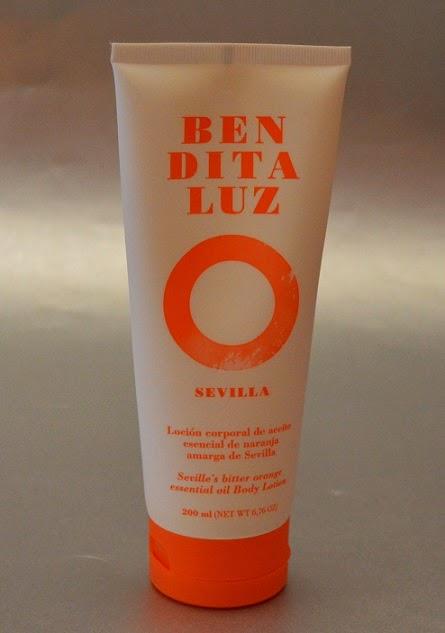 BEN
DITA
LUZ
SEVILLA
Loción corporal de aceite
esencial de naranja
amarga de Sevilla
Seville's bitter orange
essential oil Body Lotion
200 ml (NET WT 6,76 OZ)